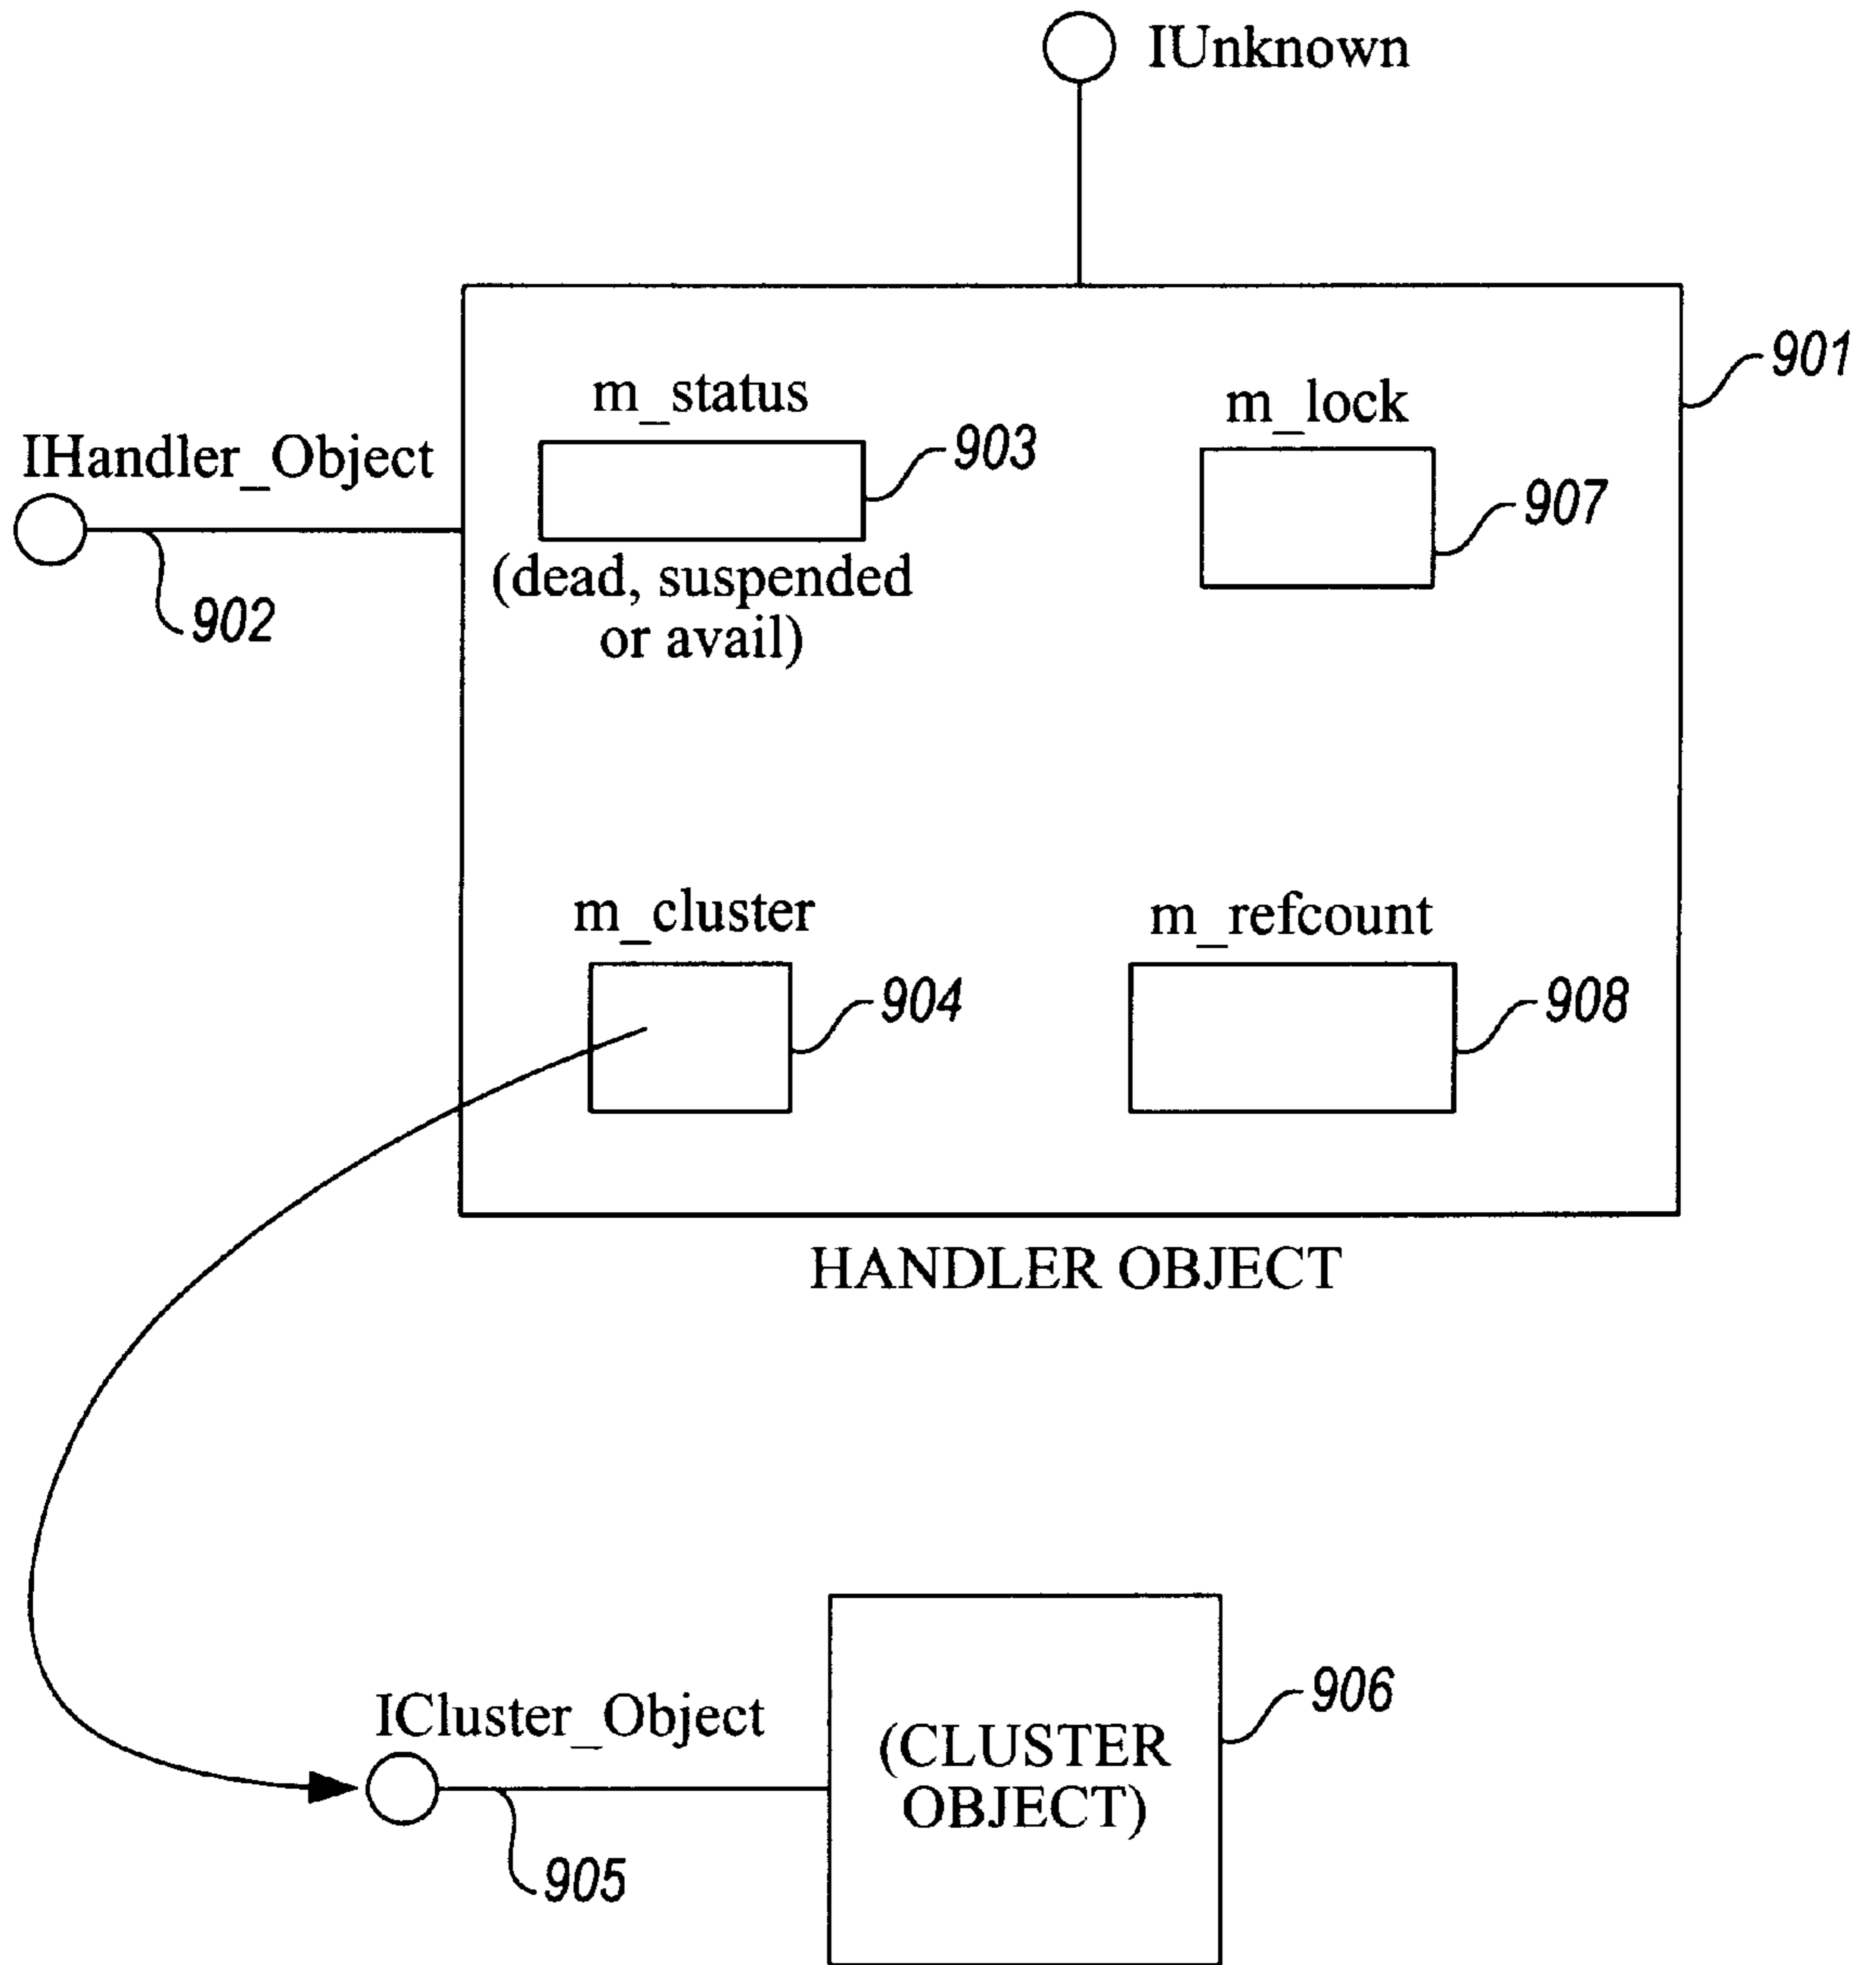 IUnknown
901
m_status
m_lock
IHandler_Object
903
907
(dead, suspended
or avail)
902
m_cluster
m_refcount
904
908
HANDLER OBJECT
ICluster_Object
906
(CLUSTER
OBJECT)
905